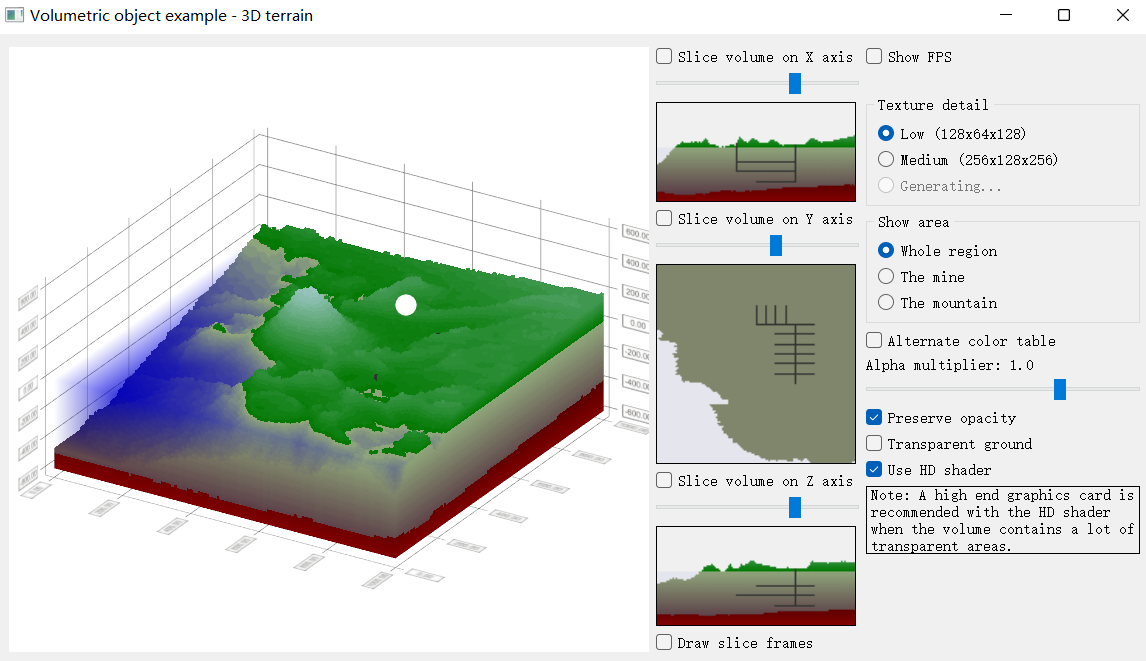 Volumetric object example - 3D terrain
Slice volume on X axis
Show FPS
Texture detail
Low (128x64x128)
Medium (256x128x256)
Generating...
Slice volume on Y axis
Show area
Whole region
The mine
The mountain
Alternate color table
Alpha multiplier: 1.0
Preserve opacity
Transparent ground
Use HD shader
Slice volume on Z axis
Note: A high end graphics card is
recommended with the HD shader
when the volume contains a lot of
transparent areas.
Draw slice frames
600.00
400.00
200.00
0.00
-200.00
-400.00
-600.00